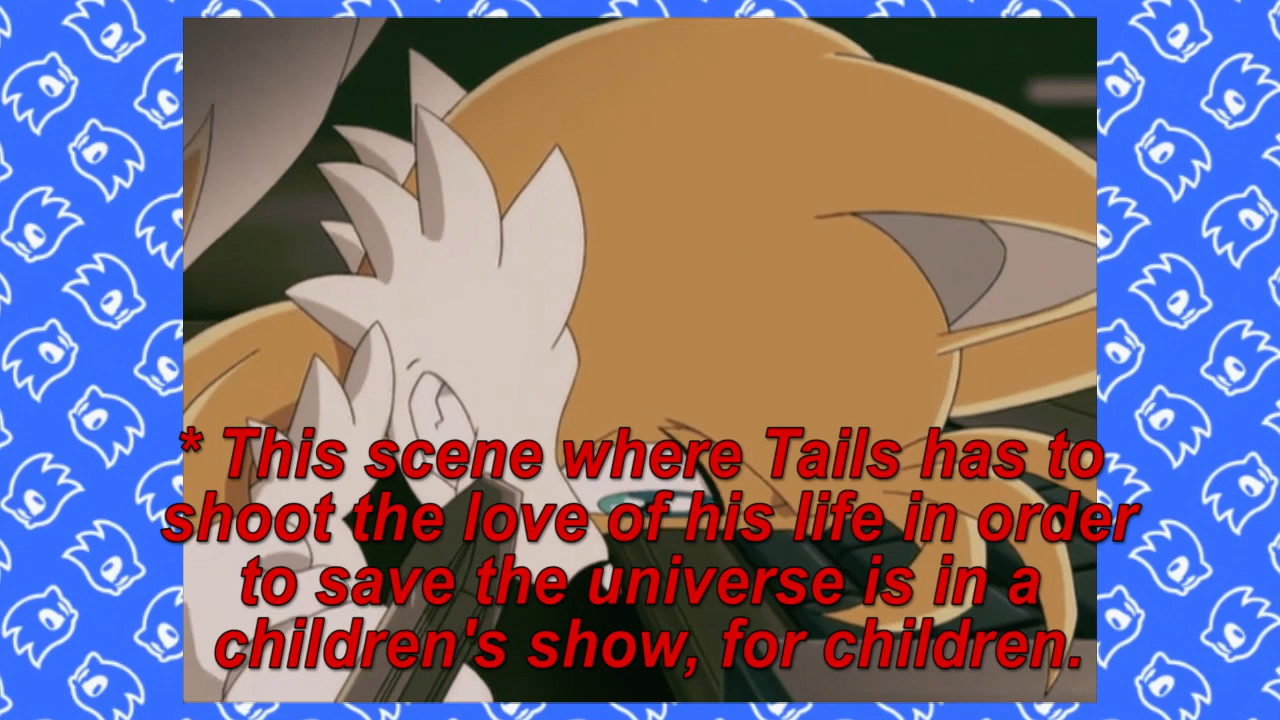 * This scene where Tails has to
shoot the love of his life in order
to save the universe is in a
children's show, for children.